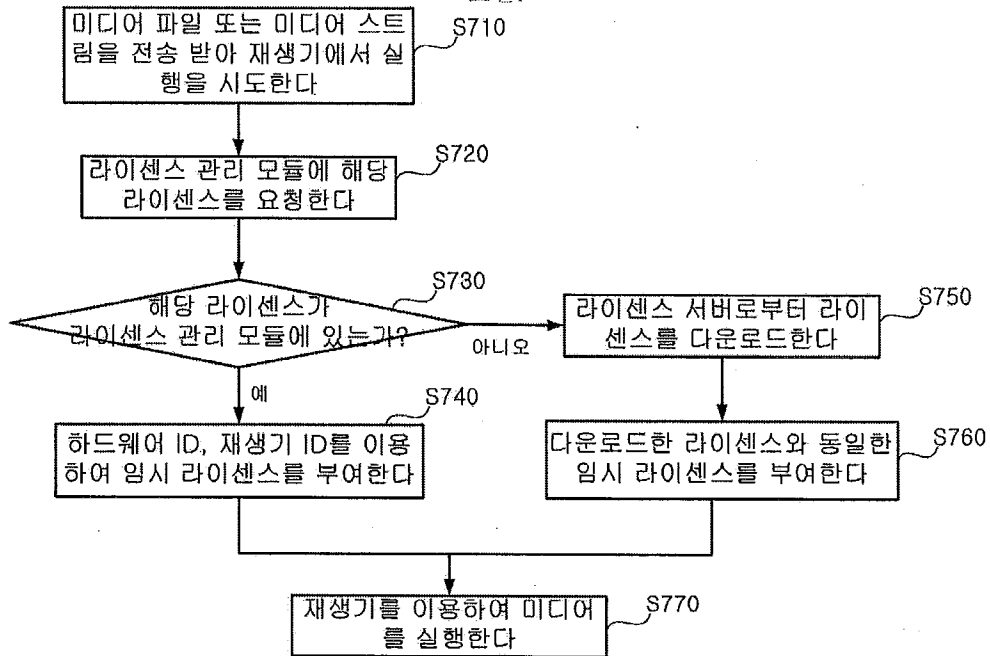 미디어 파일 또는 미디어 스트
링을 전송 받아 재생기에서 실
행을 시도한다
S710
라이센스 관리 모듈에 해당
라이센스를 요청한다
S720
해당 라이센스가
라이센스 관리 모듈에 있는가?
S730
아니오
라이센스 서버로부터 라이
센스를 다운로드한다
S750
예
하드웨어 ID, 재생기 ID를 이용
하여 임시 라이센스를 부여한다
S740
다운로드한 라이센스와 동일한
임시 라이센스를 부여한다
S760
재생기를 이용하여 미디어
를 실행한다
S770